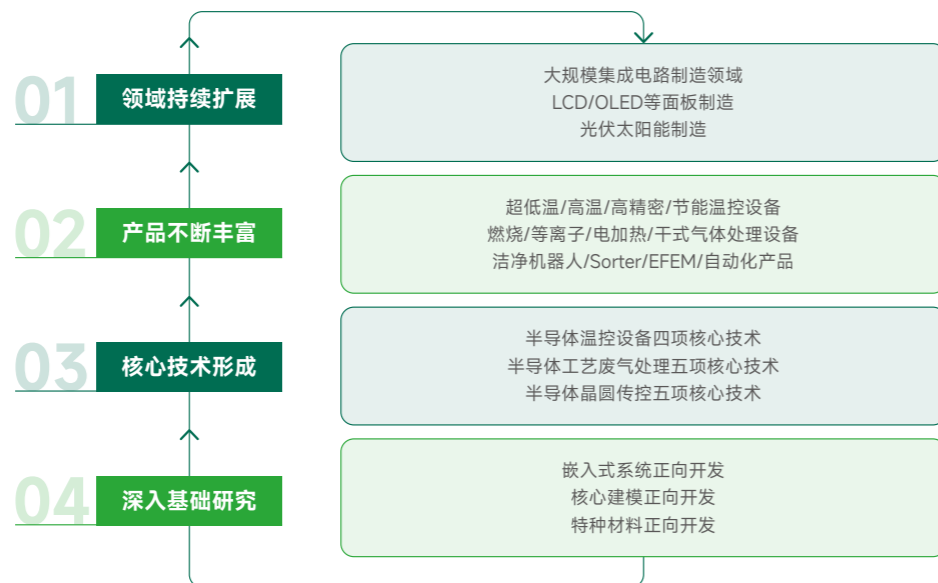 01
领域持续扩展
大规模集成电路制造领域
LCD/OLED等面板制造
光伏太阳能制造
02
产品不断丰富
超低温/高温/高精密/节能温控设备
燃烧/等离子/电加热/干式气体处理设备
洁净机器人/Sorter/EFEM/自动化产品
03
核心技术形成
半导体温控设备四项核心技术
半导体工艺废气处理五项核心技术
半导体晶圆传控五项核心技术
04
深入基础研究
嵌入式系统正向开发
核心建模正向开发
特种材料正向开发